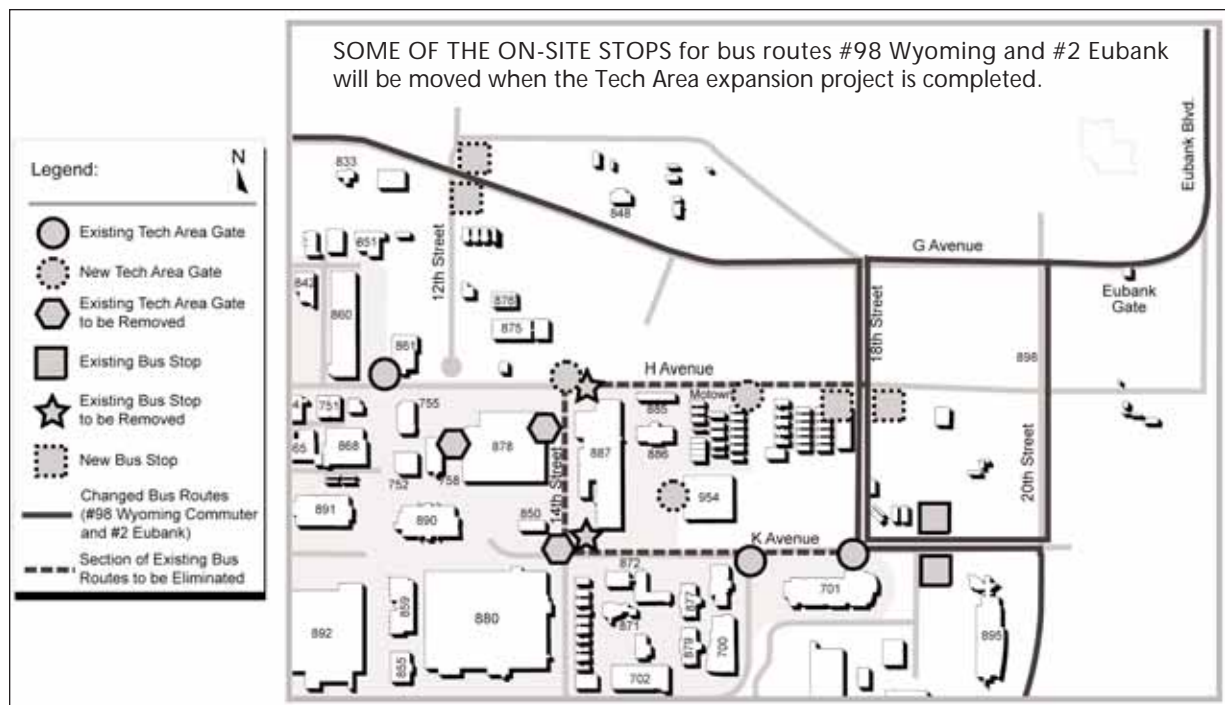 SOME OF THE ON-SITE STOPS for bus routes #98 Wyoming and #2 Eubank
will be moved when the Tech Area expansion project is completed.
Legend:
N
Existing Tech Area Gate
New Tech Area Gate
Existing Tech Area Gate
to be Removed
Existing Bus Stop
Existing Bus Stop
to be Removed
New Bus Stop
Changed Bus Routes
(#98 Wyoming Commuter
and #2 Eubank)
Section of Existing Bus
Routes to be Eliminated
Eubank Blvd.
833
848
851
12th Street
G Avenue
Eubank
Gate
842
860
876
875
861
18th Street
898
H Avenue
Motown
751
755
885
868
878
887
886
752
758
14th Street
954
20th Street
891
890
850
K Avenue
872
701
859
880
871
877
892
855
879
700
702
895